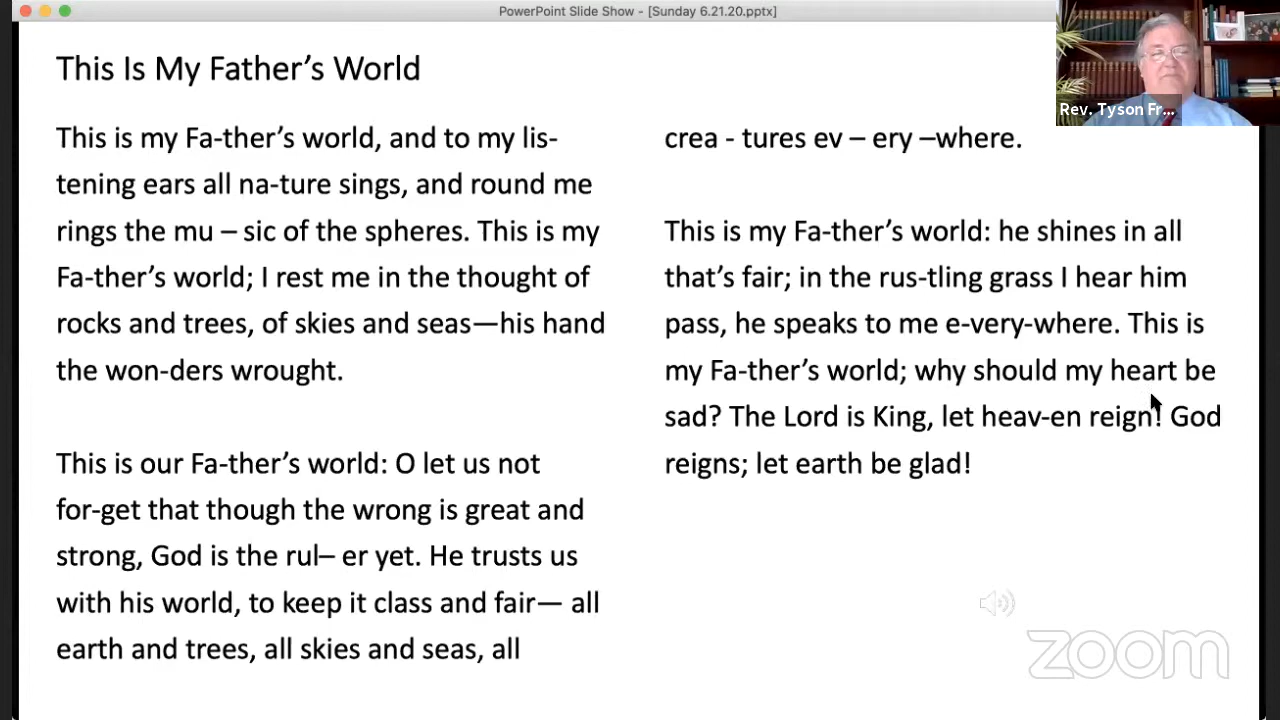 PowerPoint Slide Show - [Sunday 6.21.20.pptx]
Rev. Tyson Fr...
This Is My Father’s World
This is my Fa-ther’s world, and to my lis-
tening ears all na-ture sings, and round me
rings the mu – sic of the spheres. This is my
Fa-ther’s world; I rest me in the thought of
rocks and trees, of skies and seas—his hand
the won-ders wrought.
This is our Fa-ther’s world: O let us not
for-get that though the wrong is great and
strong, God is the rul– er yet. He trusts us
with his world, to keep it class and fair— all
earth and trees, all skies and seas, all
crea - tures ev – ery –where.
This is my Fa-ther’s world: he shines in all
that’s fair; in the rus-tling grass I hear him
pass, he speaks to me e-very-where. This is
my Fa-ther’s world; why should my heart be
sad? The Lord is King, let heav-en reign! God
reigns; let earth be glad!
zoom